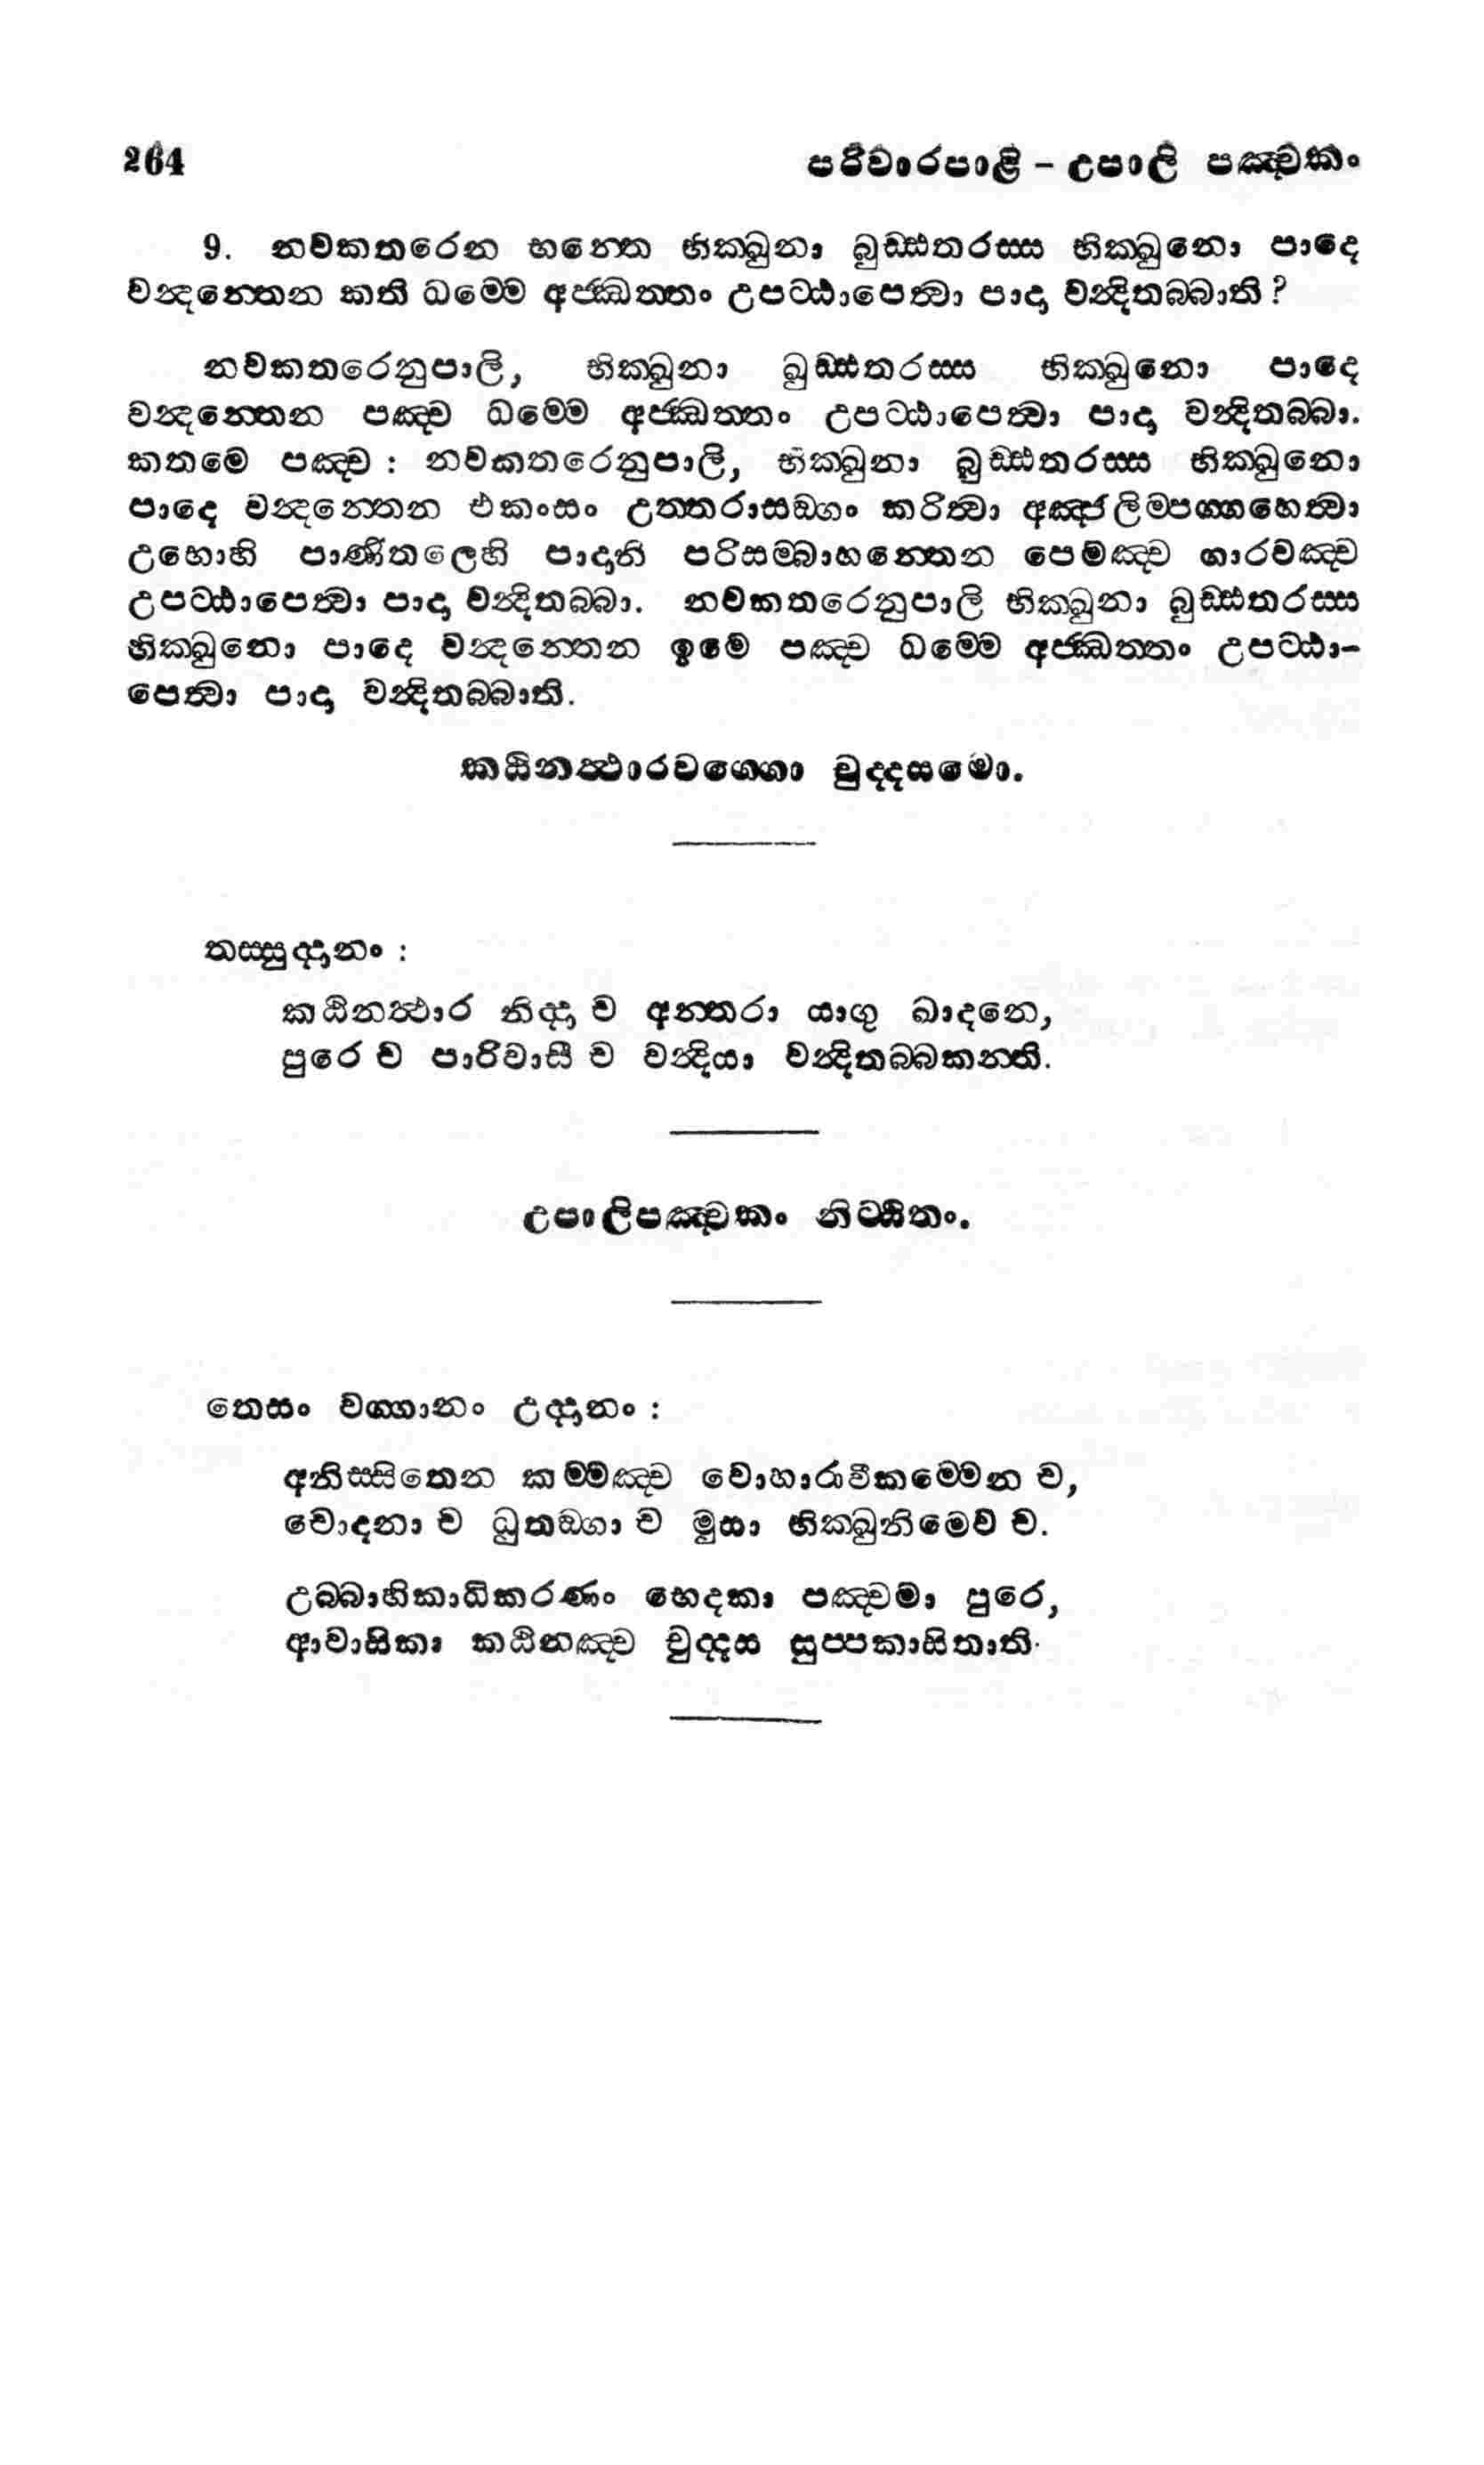 264 පරිවාරපාළි - උපාලි පඤ්චකං
9. නවකතරෙන භන්තෙ භික්ඛුනා බුඩ්ඪතරස්ස භික්ඛුනො පාදෙ
වන්දන්තෙන කති ධම්මෙ අජ්ඣත්තං උපට්ඨාපෙත්වා පාදා වන්දිතබ්බාති?
නවකතරෙනුපාලි, භික්ඛුනා බුඩ්ඪතරස්ස භික්ඛුනො පාදෙ
වන්දන්තෙන පඤ්ච ධම්මෙ අජ්ඣත්තං උපට්ඨාපෙත්වා පාදා වන්දිතබ්බා.
කතමෙ පඤ්ච : නවකතරෙනුපාලි, භික්ඛුනා බුඩ්ඪතරස්ස භික්ඛුනො
පාදෙ වන්දන්තෙන එකංසං උත්තරාසඞ්ගං කරිත්වා අඤ්ජලිම්පග්ගහෙත්වා
උභොහි පාණිතලෙහි පාදානි පරිසම්බාහන්තෙන පෙමඤ්ච ගාරවඤ්ච
උපට්ඨාපෙත්වා පාදා වන්දිතබ්බා. නවකතරෙනුපාලි භික්ඛුනා බුඩ්ඪතරස්ස
භික්ඛුනො පාදෙ වන්දන්තෙන ඉමෙ පඤ්ච ධම්මෙ අජ්ඣත්තං උපට්ඨා-
පෙත්වා පාදා වන්දිතබ්බාති.
කඨිනත්ථාරවග්ගො චුද්දසමො.
තස්සුද්දානං :
කඨිනත්ථාර නිද්දා ච අන්තරා යාගු ඛාදනෙ,
පුරෙ ච පාරිවාසී ච වන්දියා වන්දිතබ්බකන්ති.
උපාලිපඤ්චකං නිට්ඨිතං.
තෙසං වග්ගානං උද්දානං :
අනිස්සිතෙන කම්මඤ්ච වොහාරාවීකම්මෙන ච,
චොදනා ච ධුතඞ්ගා ච මුසා භික්ඛුනිමෙව ච.
උබ්බාහිකාධිකරණං භෙදකා පඤ්චමා පුරෙ,
ආවාසිකා කඨිනඤ්ච චුද්දස සුප්පකාසිතාති.